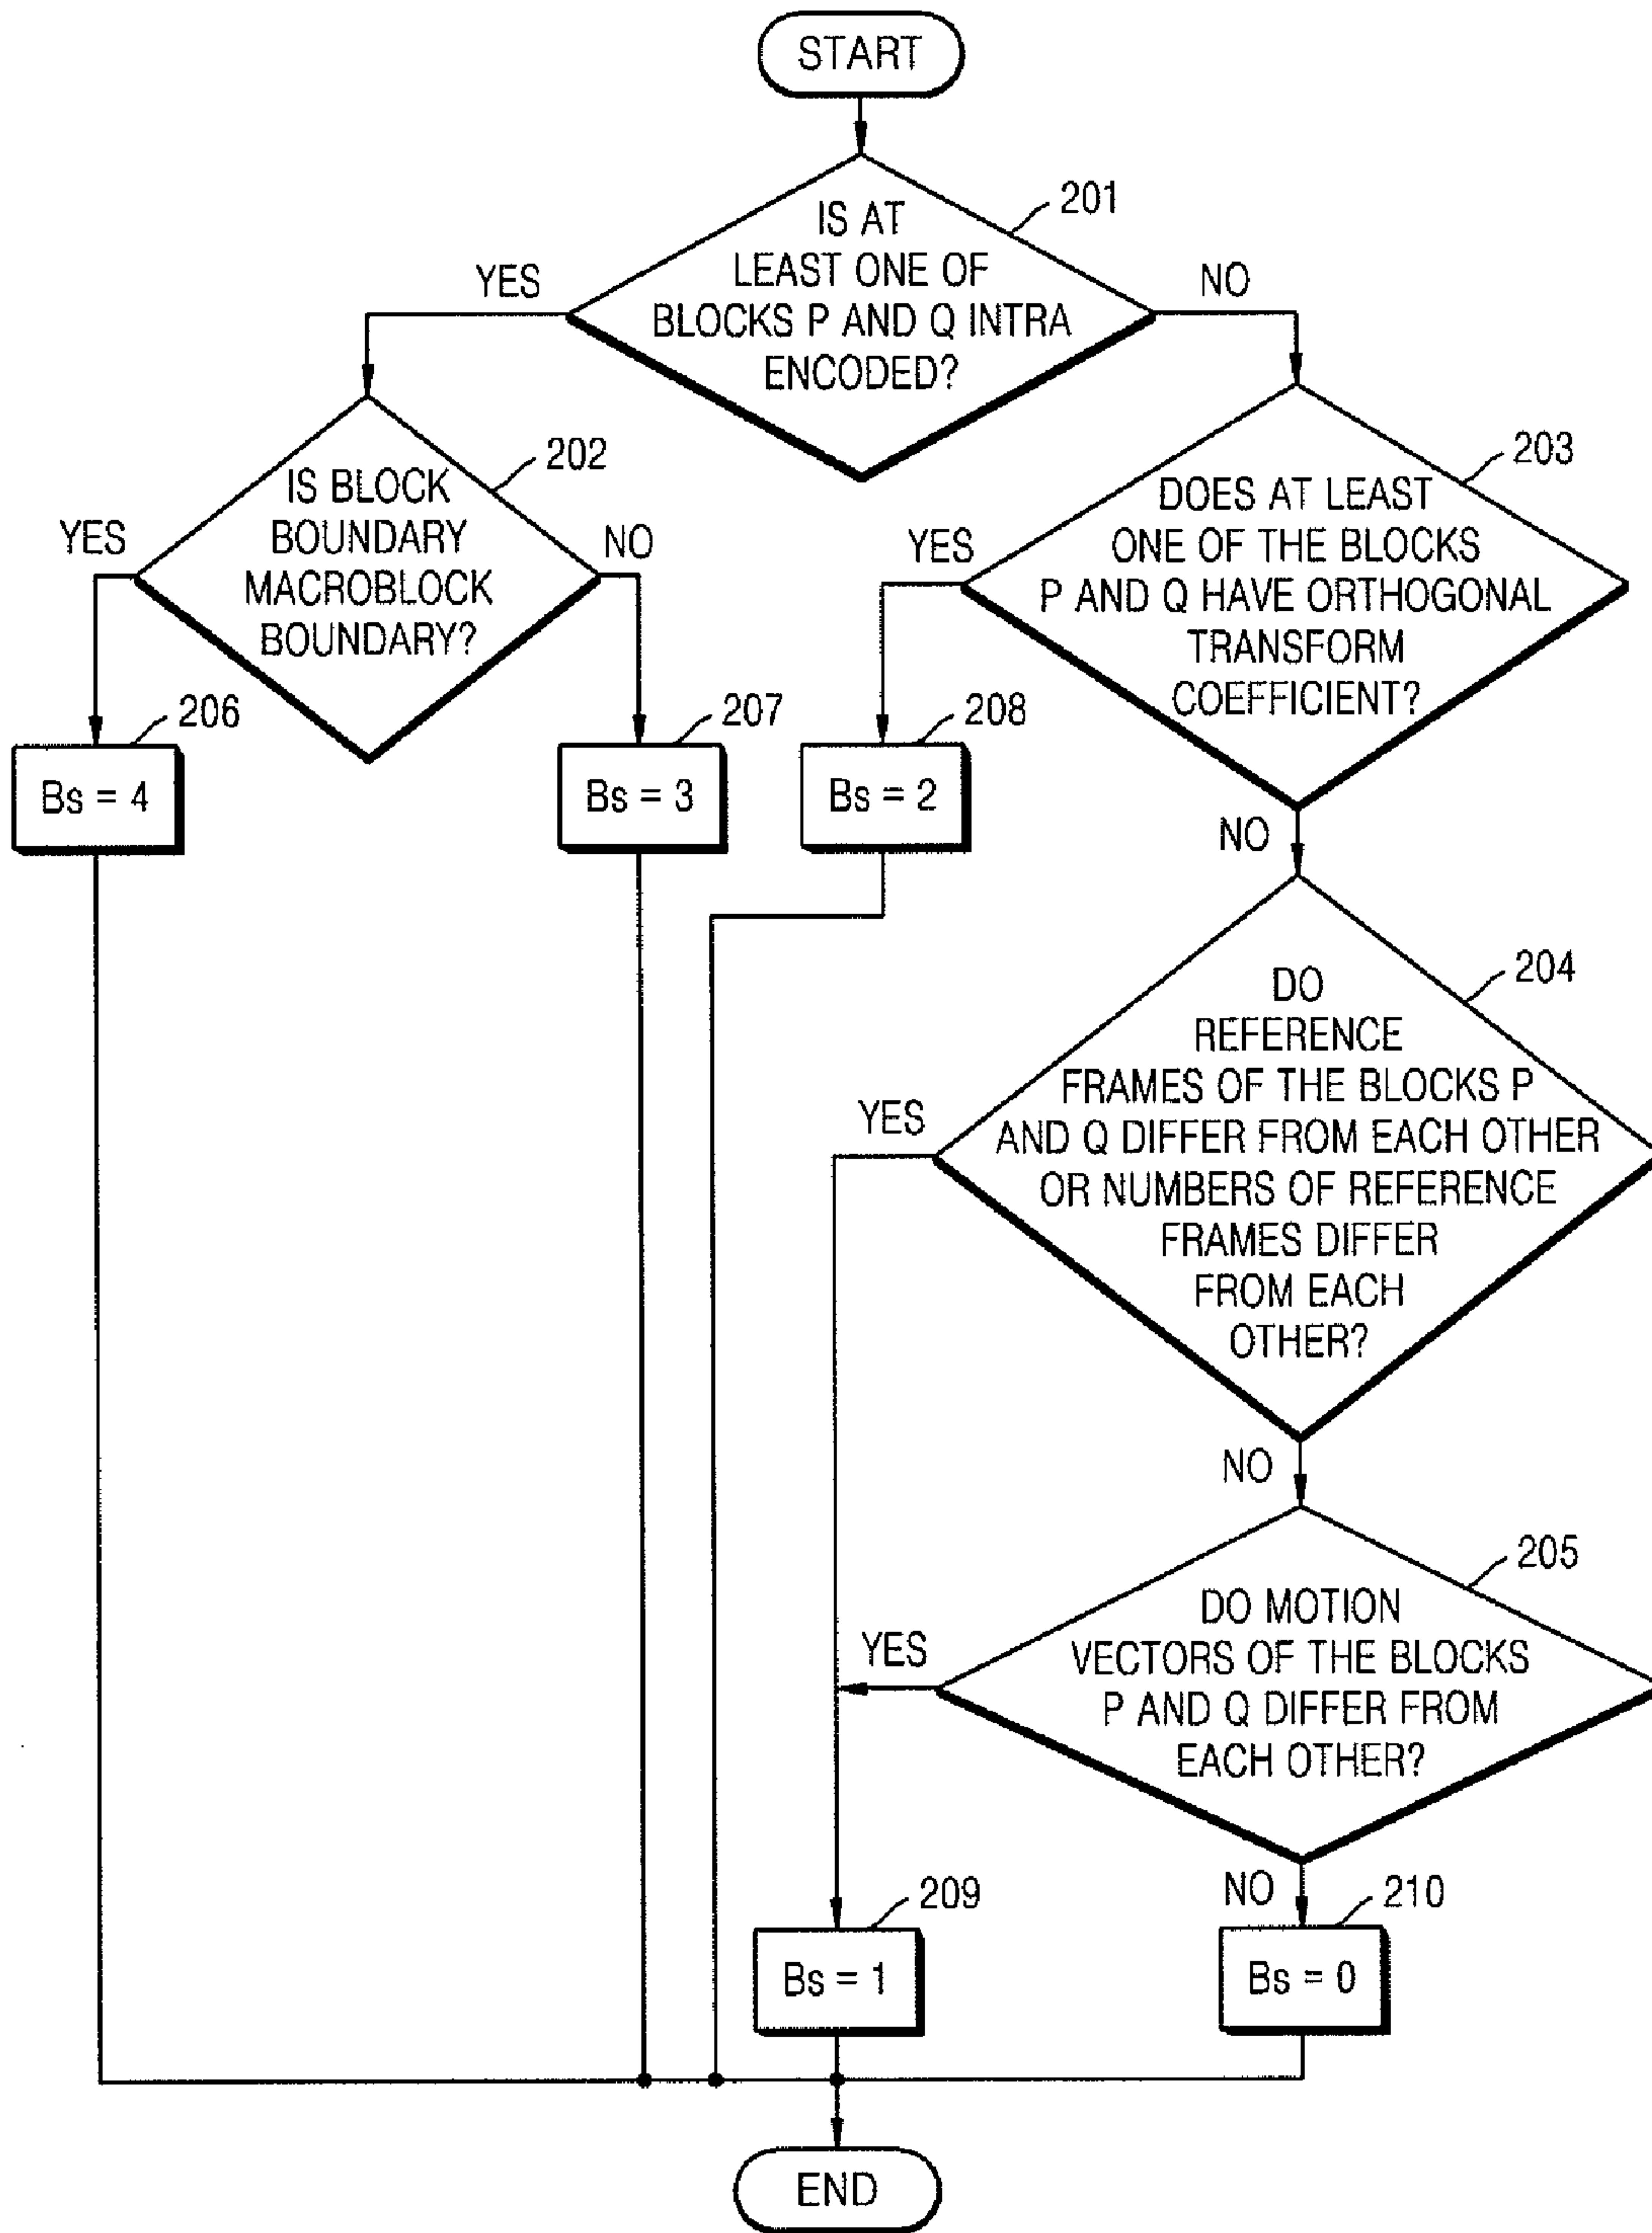 START
201
IS AT
LEAST ONE OF
BLOCKS P AND Q INTRA
ENCODED?
YES
NO
202
IS BLOCK
BOUNDARY
MACROBLOCK
BOUNDARY?
YES
NO
203
DOES AT LEAST
ONE OF THE BLOCKS
P AND Q HAVE ORTHOGONAL
TRANSFORM
COEFFICIENT?
YES
NO
206
Bs = 4
207
Bs = 3
208
Bs = 2
204
DO
REFERENCE
FRAMES OF THE BLOCKS P
AND Q DIFFER FROM EACH OTHER
OR NUMBERS OF REFERENCE
FRAMES DIFFER
FROM EACH
OTHER?
YES
NO
205
DO MOTION
VECTORS OF THE BLOCKS
P AND Q DIFFER FROM
EACH OTHER?
YES
NO
209
Bs = 1
210
Bs = 0
END